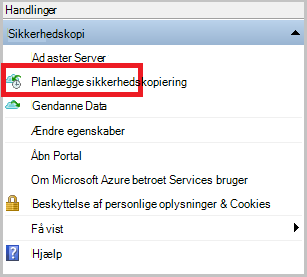 Handlinger
Sikkerhedskopi
Ad aster Server
Planlægge sikkerhedskopiering
Gendanne Data
Ændre egenskaber
Åbn Portal
Om Microsoft Azure betroet Services bruger
Beskyttelse af personlige oplysninger & Cookies
Få vist
Hjælp